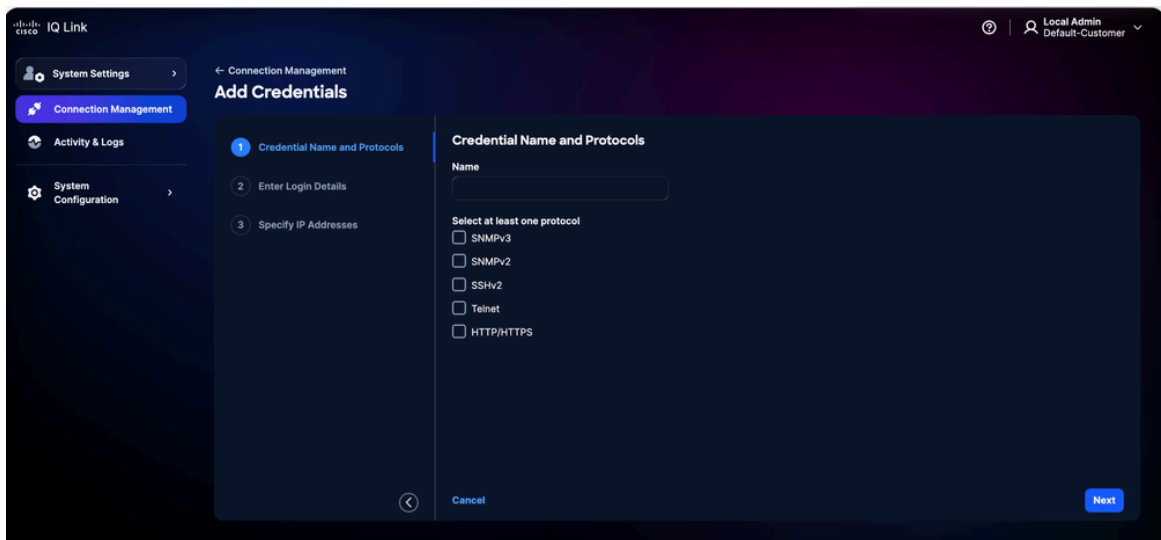 cisco IQ Link
Local Admin
Default-Customer
System Settings
Connection Management
Activity & Logs
System
Configuration
← Connection Management
Add Credentials
1 Credential Name and Protocols
2 Enter Login Details
3 Specify IP Addresses
Credential Name and Protocols
Name
Select at least one protocol
SNMPv3
SNMPv2
SSHv2
Telnet
HTTP/HTTPS
Cancel
Next